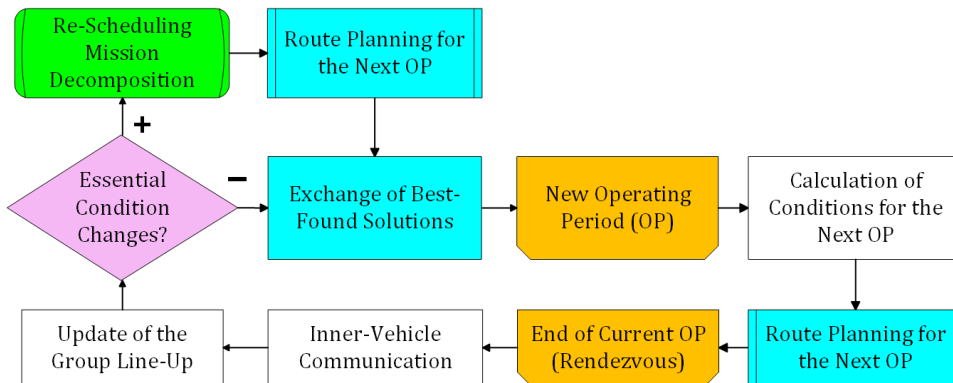 Re-Scheduling
Mission
Decomposition
Route Planning for
the Next OP
+
Essential
Condition
Changes?
−
Exchange of Best-
Found Solutions
New Operating
Period (OP)
Calculation of
Conditions for the
Next OP
Update of the
Group Line-Up
Inner-Vehicle
Communication
End of Current OP
(Rendezvous)
Route Planning for
the Next OP